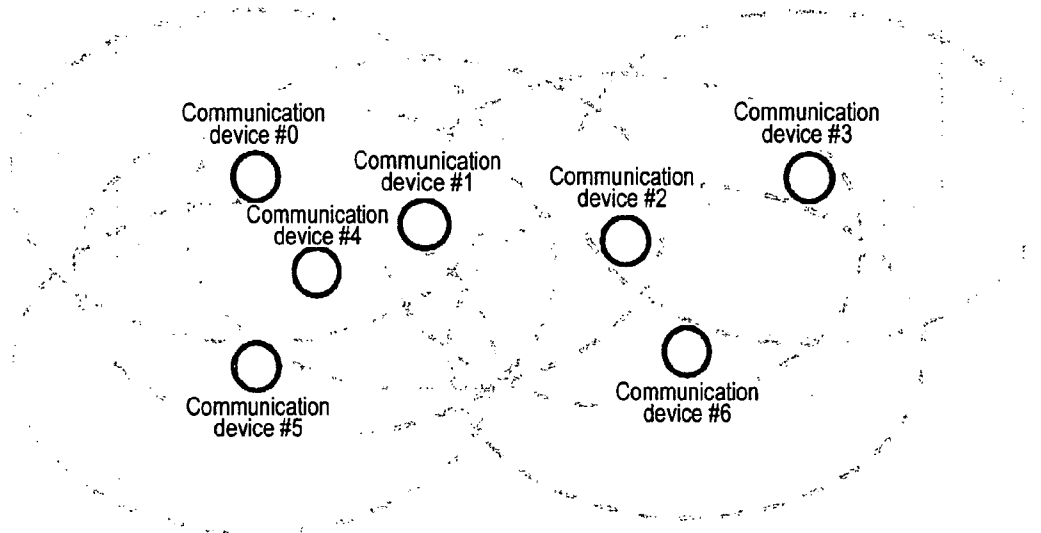 Communication
device #0
Communication
device #3
Communication
device #1
Communication
device #2
Communication
device #4
Communication
device #5
Communication
device #6